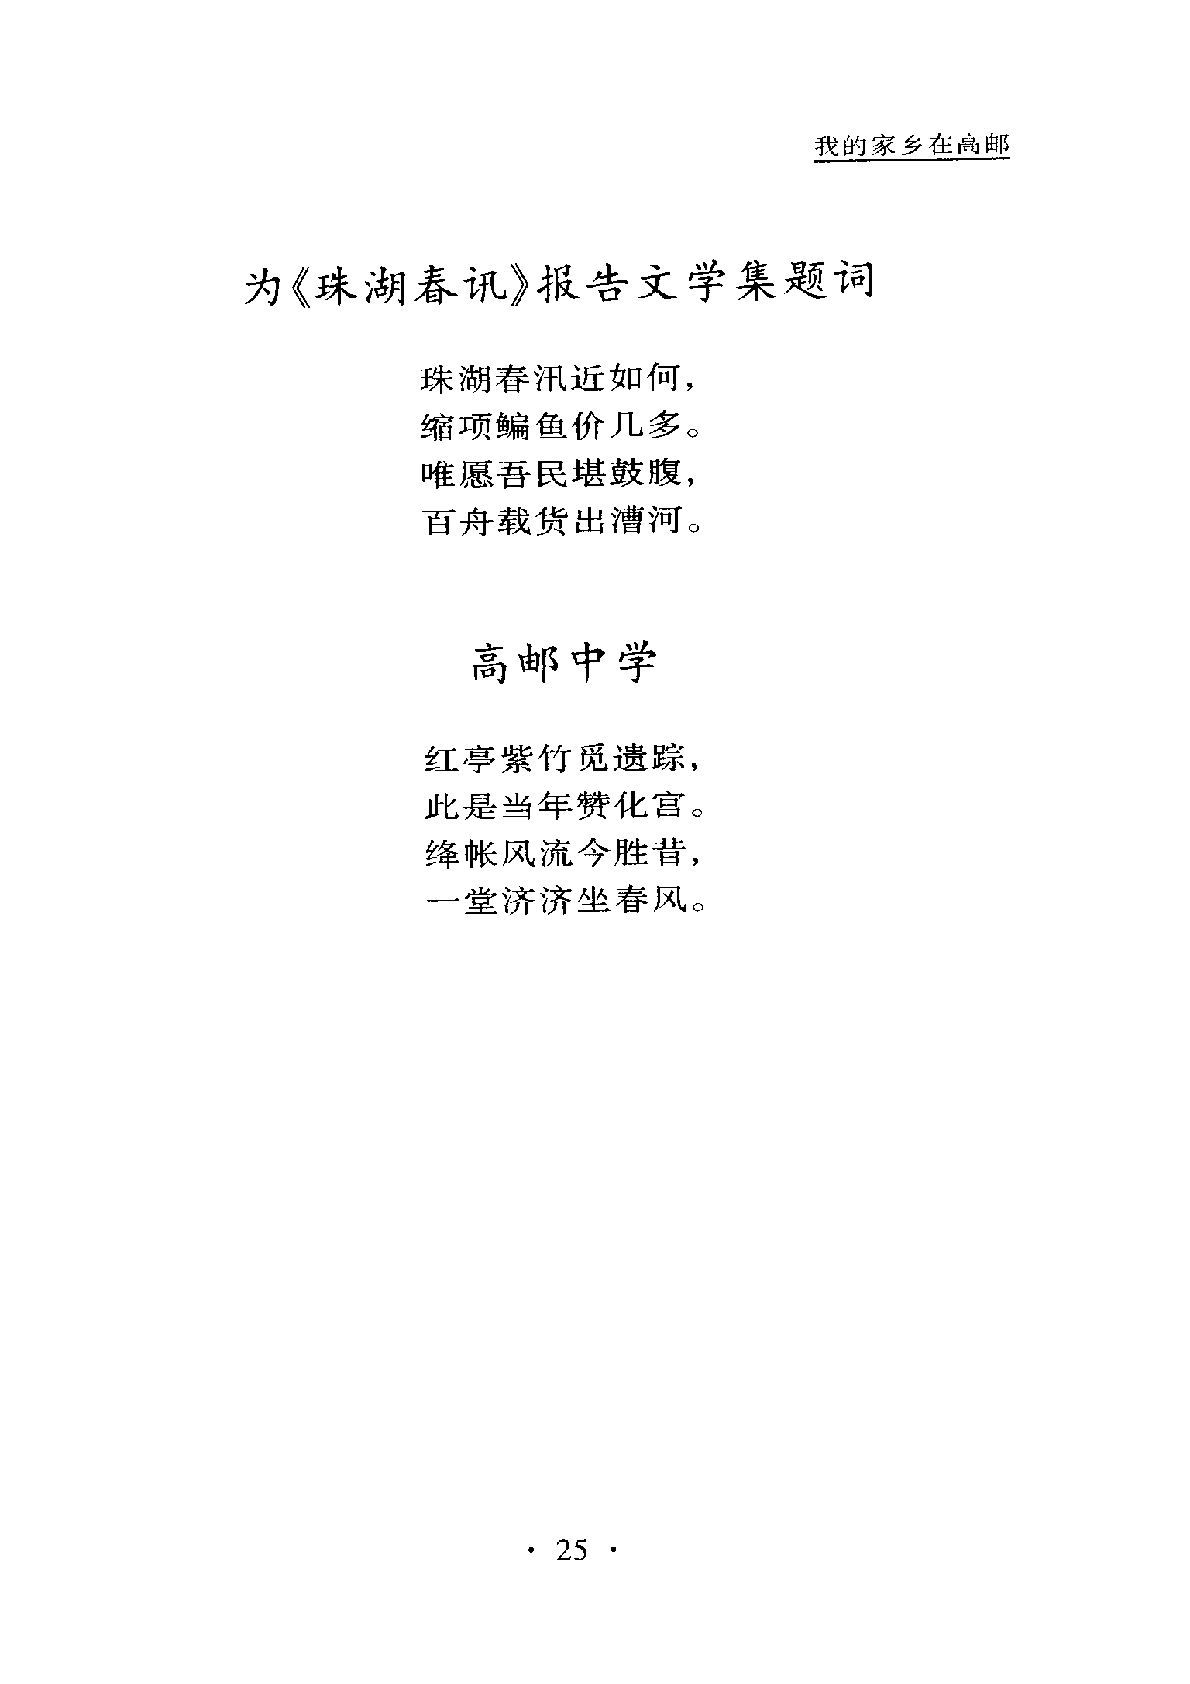 我的家乡在高邮
为《珠湖春讯》报告文学集题词
珠湖春汛近如何，
缩项鳊鱼价几多。
唯愿吾民堪鼓腹，
百舟载货出漕河。
高邮中学
红亭紫竹觅遗踪，
此是当年赞化宫。
绛帐风流今胜昔，
一堂济济坐春风。
· 25 ·